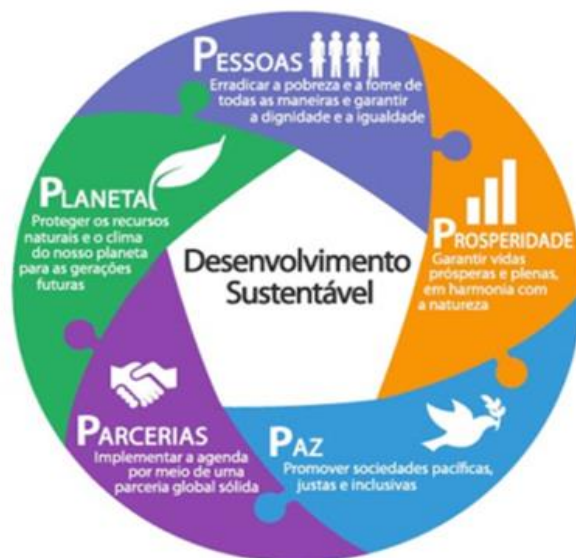 PESSOAS
Erradicar a pobreza e a fome de
todas as maneiras e garantir
a dignidade e a igualdade
PROSPERIDADE
Garantir vidas
prósperas e plenas,
em harmonia com
a natureza
PAZ
Promover sociedades pacíficas,
justas e inclusivas
PARCERIAS
Implementar a agenda
por meio de uma
parceria global sólida
PLANETA
Proteger os recursos
naturais e o clima
do nosso planeta
para as gerações
futuras
Desenvolvimento
Sustentável